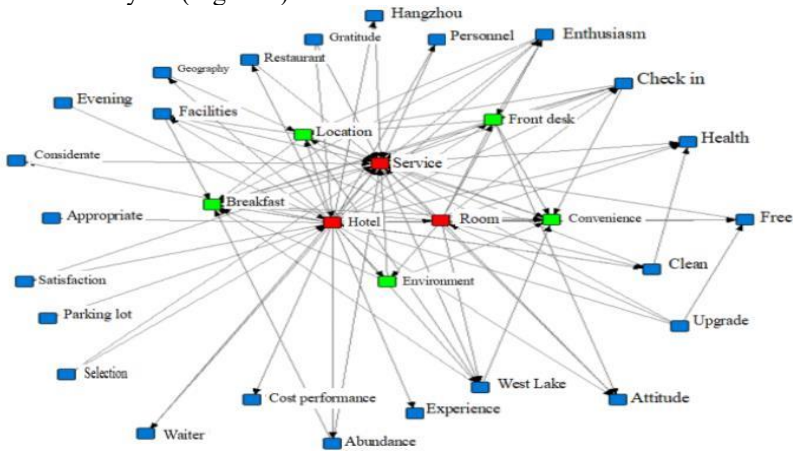 Hangzhou
Gratitude
Personnel
Enthusiasm
Restaurant
Geography
Check in
Evening
Facilities
Location
Front desk
Health
Considerate
Service
Breakfast
Appropriate
Hotel
Room
Convenience
Free
Clean
Satisfaction
Environment
Parking lot
Upgrade
Selection
West Lake
Cost performance
Attitude
Experience
Waiter
Abundance